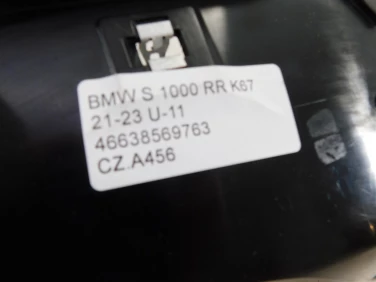 BMW S 1000 RR K67
21-23 U-11
46638569763
CZ.A456